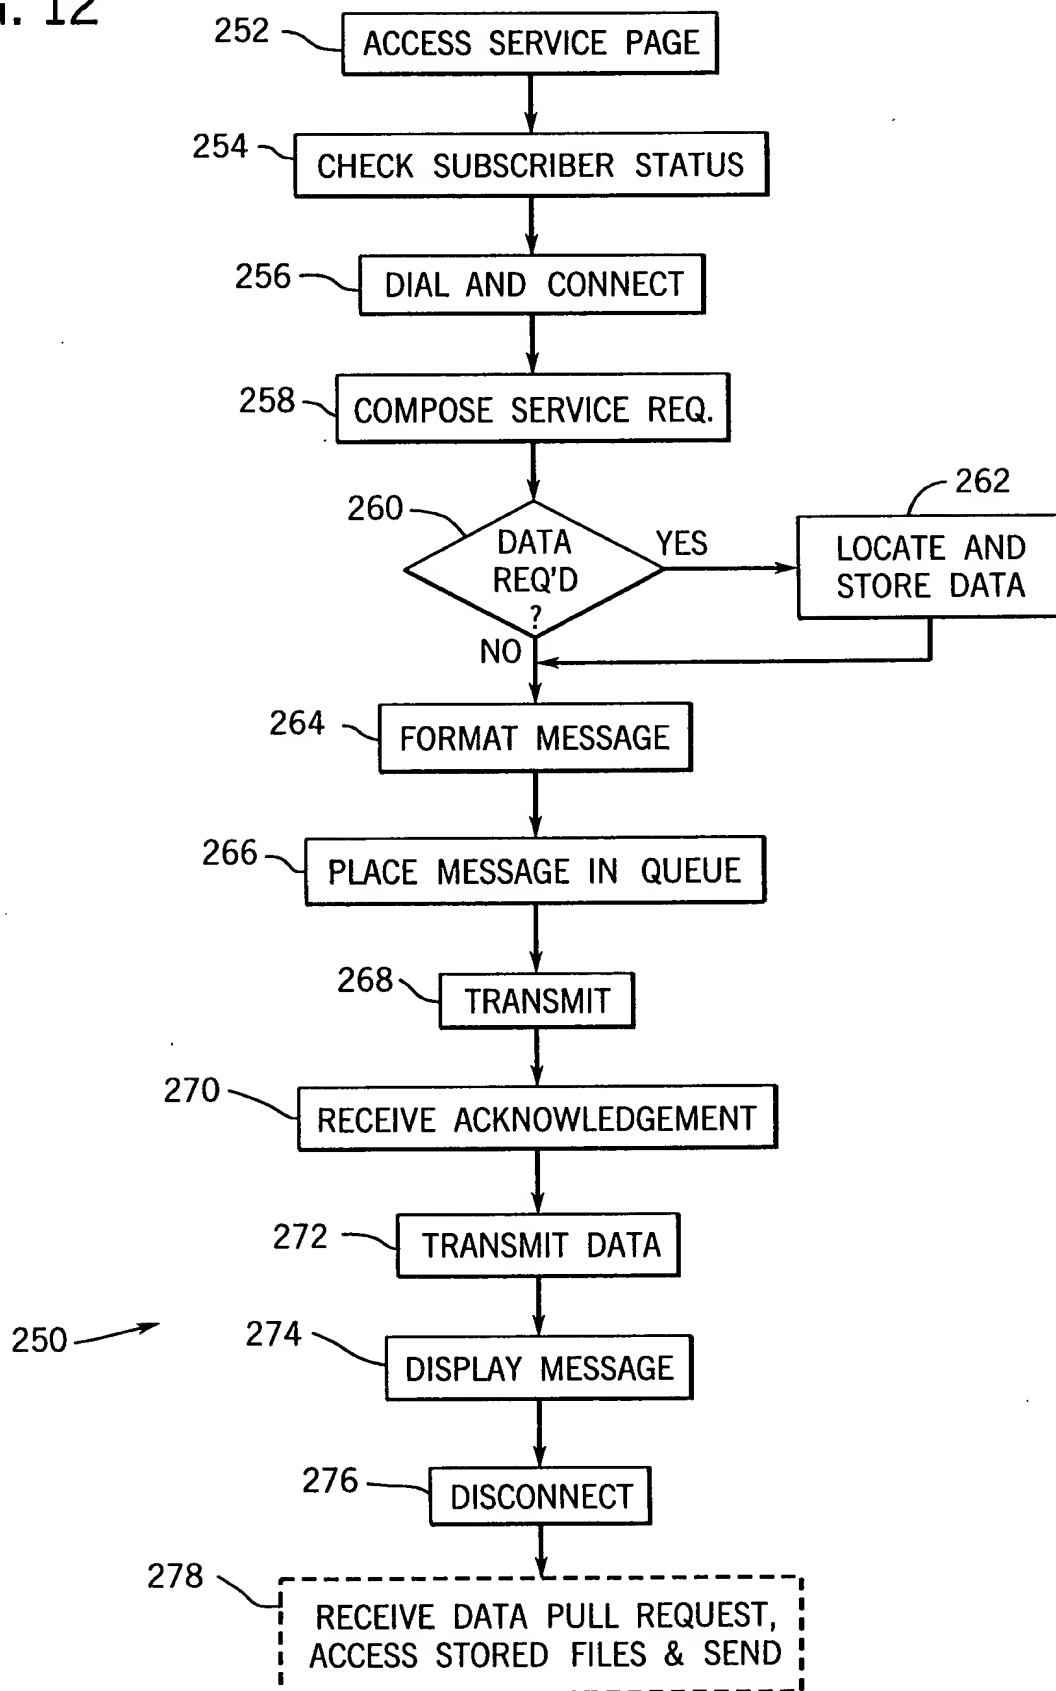 . 12
252
ACCESS SERVICE PAGE
254
CHECK SUBSCRIBER STATUS
256
DIAL AND CONNECT
258
COMPOSE SERVICE REQ.
260
DATA
REQ'D
?
YES
262
LOCATE AND
STORE DATA
NO
264
FORMAT MESSAGE
266
PLACE MESSAGE IN QUEUE
268
TRANSMIT
270
RECEIVE ACKNOWLEDGEMENT
272
TRANSMIT DATA
250
274
DISPLAY MESSAGE
276
DISCONNECT
278
RECEIVE DATA PULL REQUEST,
ACCESS STORED FILES & SEND